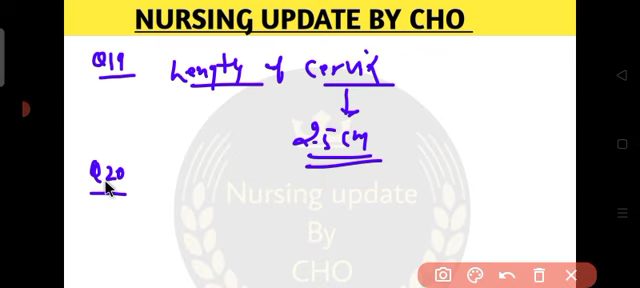 NURSING UPDATE BY CHO
Q19 Length of Cervix
2.5 cm
Q20
Nursing update
By
CHO